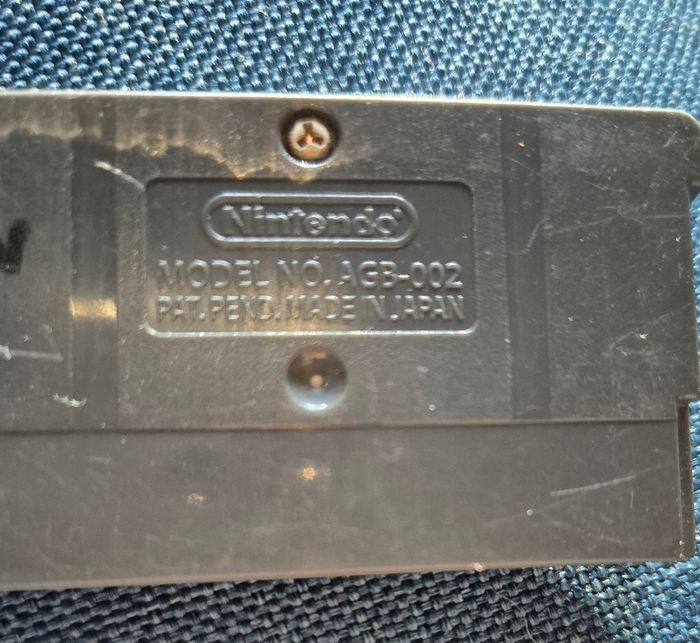 Nintendo
MODEL NO. AGB-002
PAT. PEND. MADE IN JAPAN